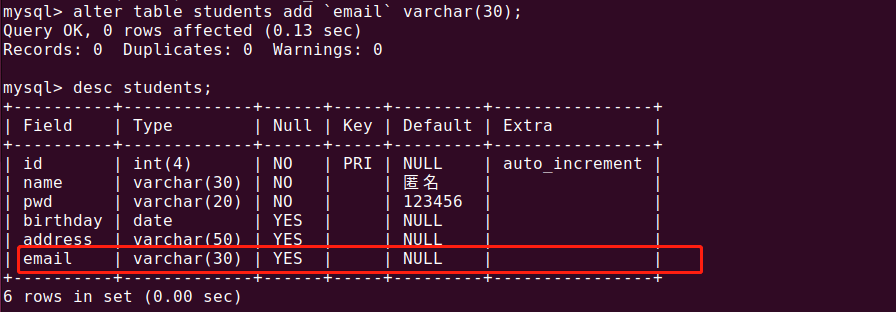 mysql> alter table students add `email` varchar(30);
Query OK, 0 rows affected (0.13 sec)
Records: 0  Duplicates: 0  Warnings: 0
mysql> desc students;
+----------+-------------+------+-----+---------+----------------+
| Field    | Type        | Null | Key | Default | Extra          |
+----------+-------------+------+-----+---------+----------------+
| id       | int(4)      | NO   | PRI | NULL    | auto_increment |
| name     | varchar(30) | NO   |     | 匿名    |                |
| pwd      | varchar(20) | NO   |     | 123456  |                |
| birthday | date        | YES  |     | NULL    |                |
| address  | varchar(50) | YES  |     | NULL    |                |
| email    | varchar(30) | YES  |     | NULL    |                |
+----------+-------------+------+-----+---------+----------------+
6 rows in set (0.00 sec)